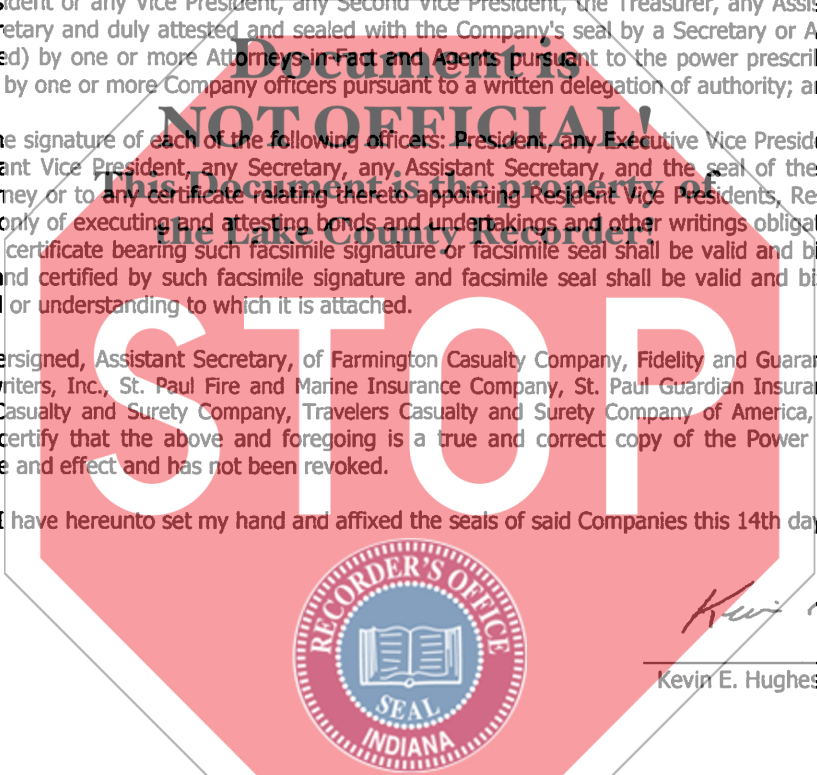 sident or any Vice President, any Second Vice President, the Treasurer, any Assis
retary and duly attested and sealed with the Company's seal by a Secretary or A
ed) by one or more Attorneys-in-Fact and Agents pursuant to the power prescri
by one or more Company officers pursuant to a written delegation of authority; a
Document is
NOT OFFICIAL!
This Document is the property of
the Lake County Recorder!
e signature of each of the following officers: President, any Executive Vice Preside
ant Vice President, any Secretary, any Assistant Secretary, and the seal of the
ney or to any certificate relating thereto appointing Resident Vice Presidents, Re
only of executing and attesting bonds and undertakings and other writings obligat
certificate bearing such facsimile signature or facsimile seal shall be valid and bi
nd certified by such facsimile signature and facsimile seal shall be valid and bi
or understanding to which it is attached.
STOP
ersigned, Assistant Secretary, of Farmington Casualty Company, Fidelity and Guaran
riters, Inc., St. Paul Fire and Marine Insurance Company, St. Paul Guardian Insura
Casualty and Surety Company, Travelers Casualty and Surety Company of America,
certify that the above and foregoing is a true and correct copy of the Power
e and effect and has not been revoked.
I have hereunto set my hand and affixed the seals of said Companies this 14th day
RECORDER'S OFFICE
SEAL
INDIANA
Kevin
Kevin E. Hughes